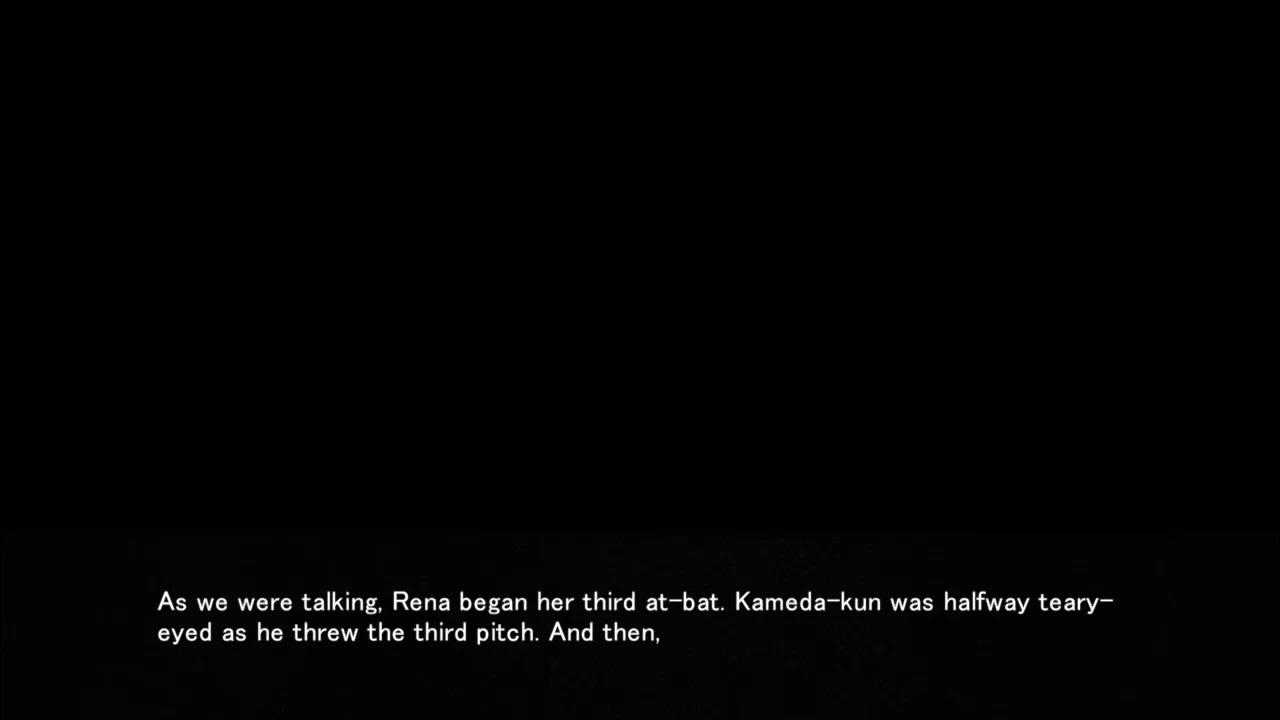 As we were talking, Rena began her third at-bat. Kameda-kun was halfway teary-
eyed as he threw the third pitch. And then,